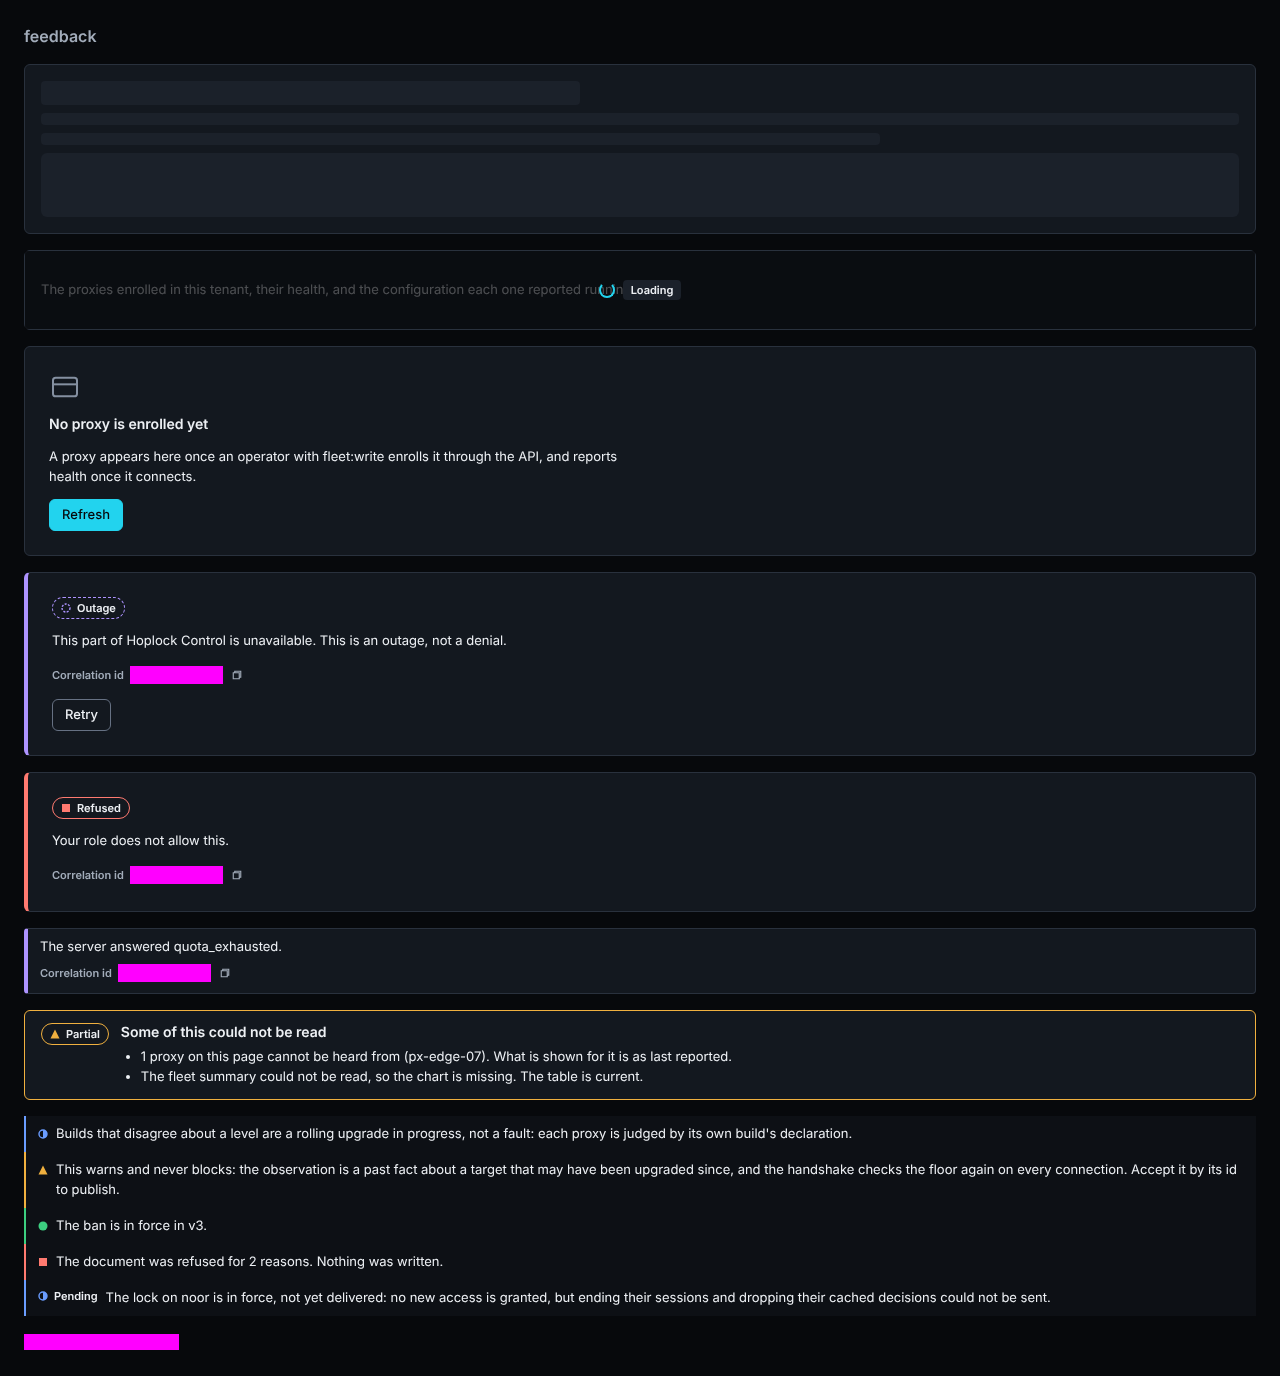 feedback
The proxies enrolled in this tenant, their health, and the configuration each one reported
Loading
No proxy is enrolled yet
A proxy appears here once an operator with fleet:write enrolls it through the API, and reports
health once it connects.
Refresh
Outage
This part of Hoplock Control is unavailable. This is an outage, not a denial.
Correlation id
Retry
Refused
Your role does not allow this.
Correlation id
The server answered quota_exhausted.
Correlation id
Partial
Some of this could not be read
1 proxy on this page cannot be heard from (px-edge-07). What is shown for it is as last reported.
The fleet summary could not be read, so the chart is missing. The table is current.
Builds that disagree about a level are a rolling upgrade in progress, not a fault: each proxy is judged by its own build's declaration.
This warns and never blocks: the observation is a past fact about a target that may have been upgraded since, and the handshake checks the floor again on every connection. Accept it by its id
to publish.
The ban is in force in v3.
The document was refused for 2 reasons. Nothing was written.
Pending The lock on noor is in force, not yet delivered: no new access is granted, but ending their sessions and dropping their cached decisions could not be sent.